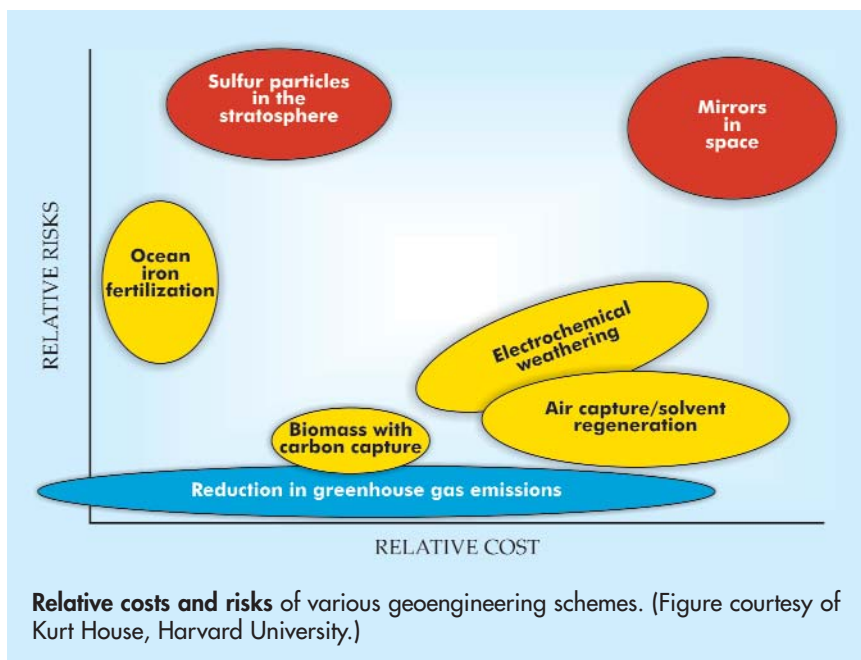 Sulfur particles
in the
stratosphere
Mirrors
in
space
RELATIVE RISKS
Ocean
iron
fertilization
Electrochemical
weathering
Air capture/solvent
regeneration
Biomass with
carbon capture
Reduction in greenhouse gas emissions
RELATIVE COST
Relative costs and risks of various geoengineering schemes. (Figure courtesy of
Kurt House, Harvard University.)